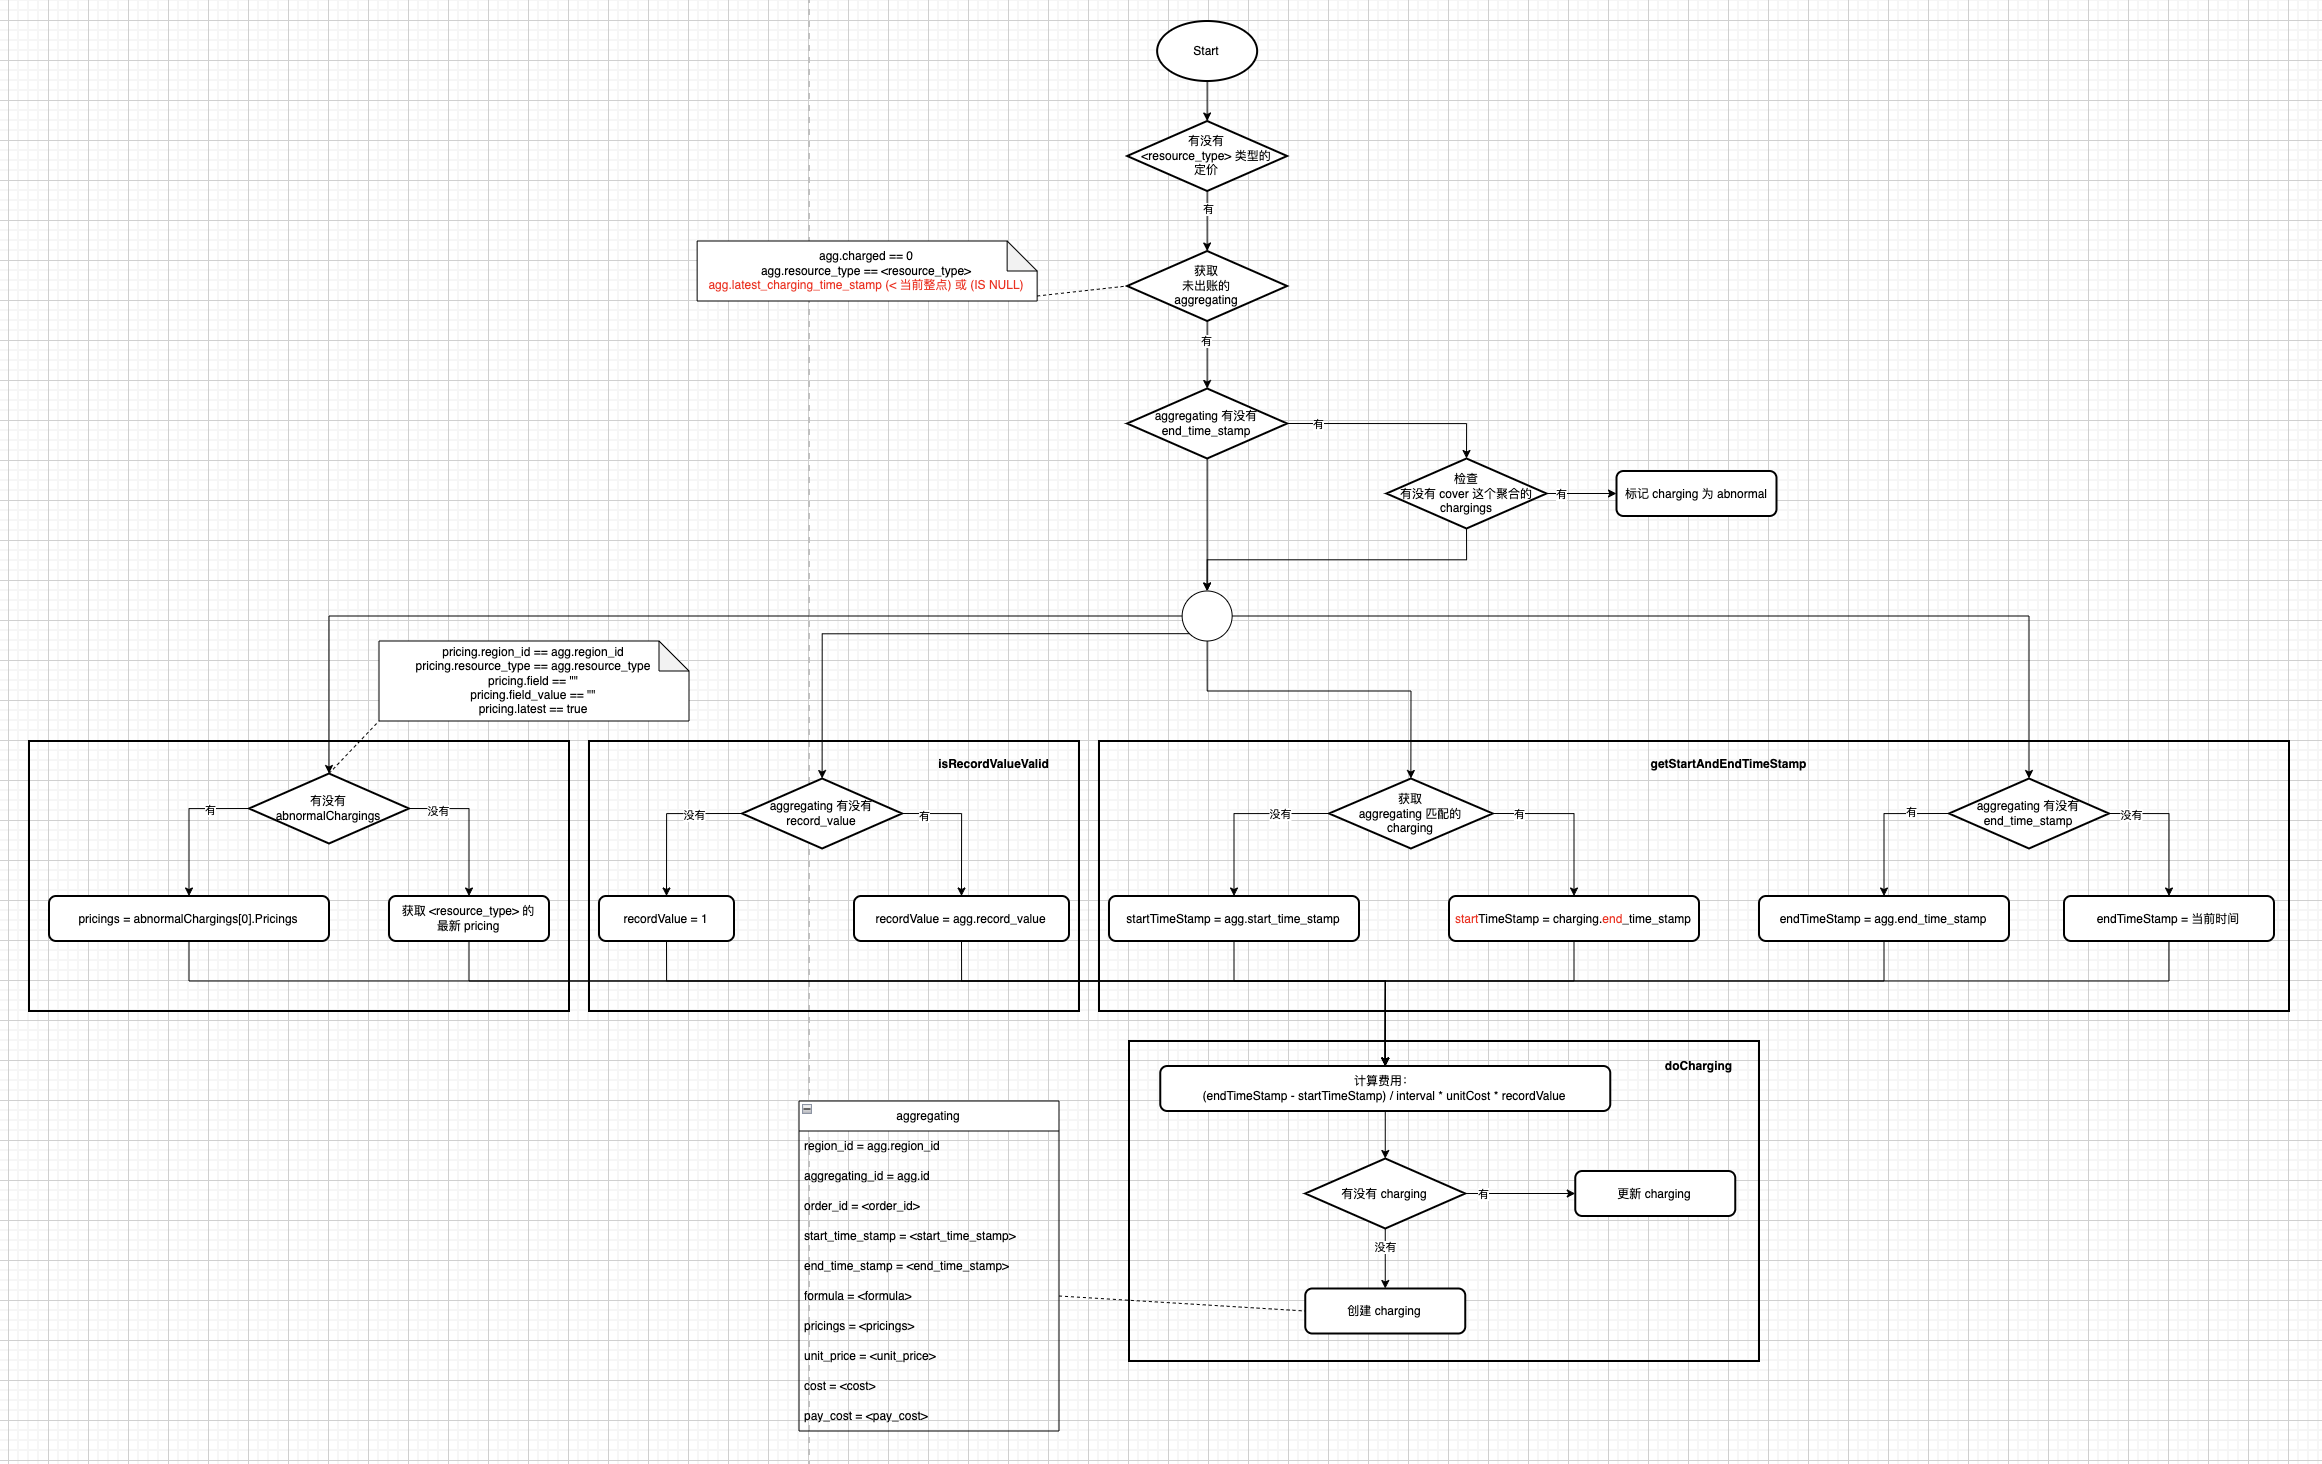 Start
有没有
<resource_type> 类型的
定价
有
agg.charged == 0
agg.resource_type == <resource_type>
agg.latest_charging_time_stamp (< 当前整点) 或 (IS NULL)
获取
未出账的
aggregating
有
aggregating 有没有
end_time_stamp
有
检查
有没有 cover 这个聚合的
chargings
有
标记 charging 为 abnormal
pricing.region_id == agg.region_id
pricing.resource_type == agg.resource_type
pricing.field == ""
pricing.field_value == ""
pricing.latest == true
有没有
abnormalChargings
有
没有
pricings = abnormalChargings[0].Pricings
获取 <resource_type> 的
最新 pricing
isRecordValueValid
aggregating 有没有
record_value
没有
有
recordValue = 1
recordValue = agg.record_value
getStartAndEndTimeStamp
获取
aggregating 匹配的
charging
没有
有
startTimeStamp = agg.start_time_stamp
startTimeStamp = charging.end_time_stamp
aggregating 有没有
end_time_stamp
有
没有
endTimeStamp = agg.end_time_stamp
endTimeStamp = 当前时间
doCharging
计算费用：
(endTimeStamp - startTimeStamp) / interval * unitCost * recordValue
有没有 charging
有
更新 charging
没有
创建 charging
aggregating
region_id = agg.region_id
aggregating_id = agg.id
order_id = <order_id>
start_time_stamp = <start_time_stamp>
end_time_stamp = <end_time_stamp>
formula = <formula>
pricings = <pricings>
unit_price = <unit_price>
cost = <cost>
pay_cost = <pay_cost>